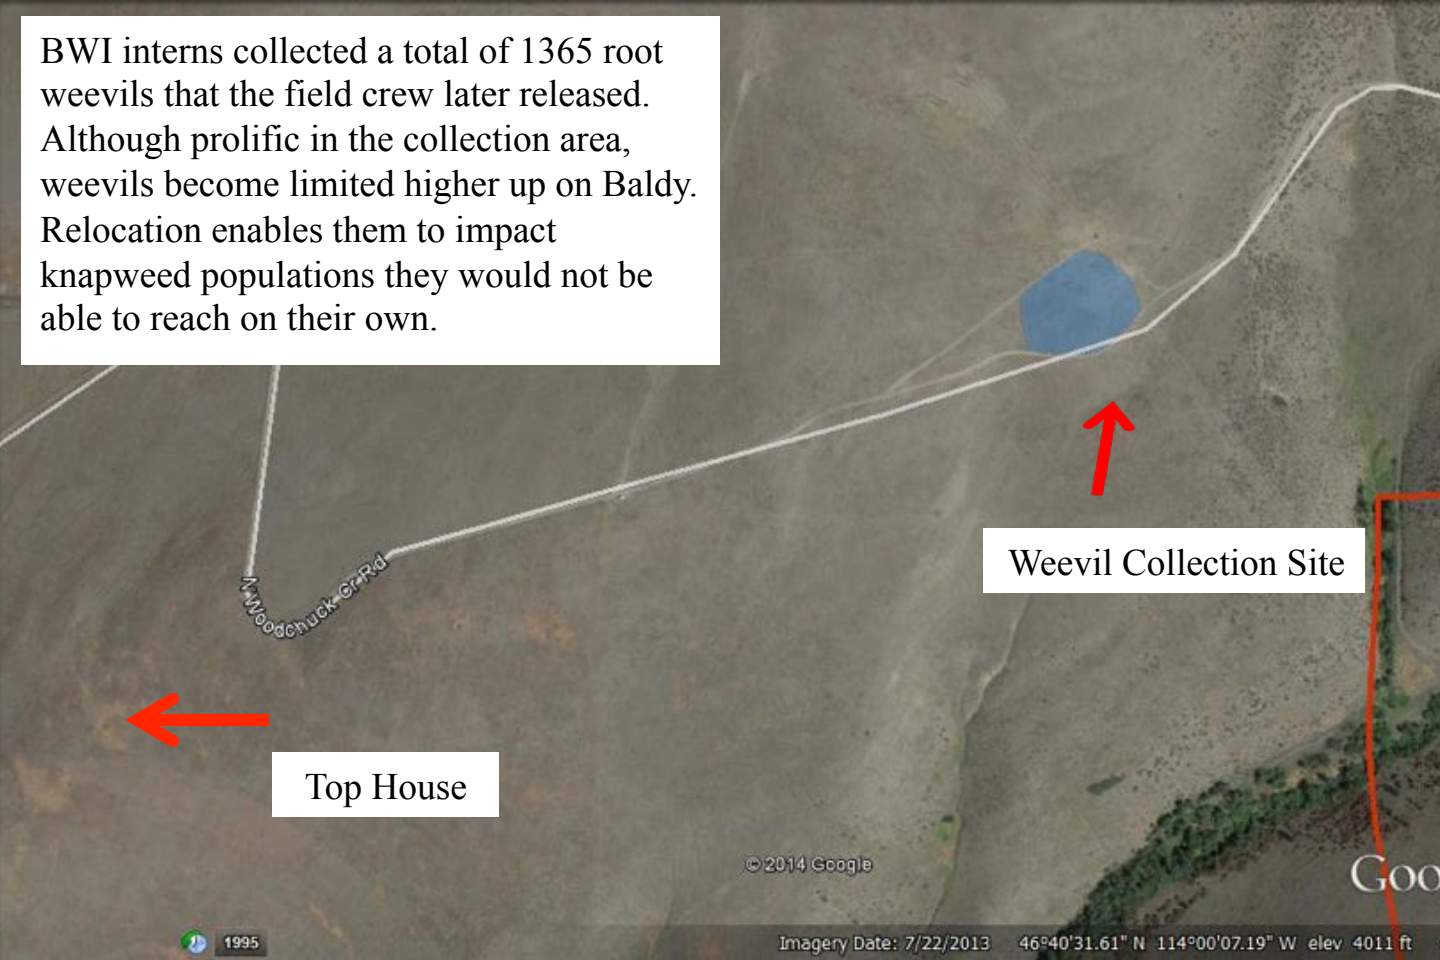 BWI interns collected a total of 1365 root
weevils that the field crew later released.
Although prolific in the collection area,
weevils become limited higher up on Baldy.
Relocation enables them to impact
knapweed populations they would not be
able to reach on their own.
N Woodchuck Cr Rd
Weevil Collection Site
Top House
© 2014 Google
Goo
1995
Imagery Date: 7/22/2013 46°40'31.61" N 114°00'07.19" W elev 4011 ft